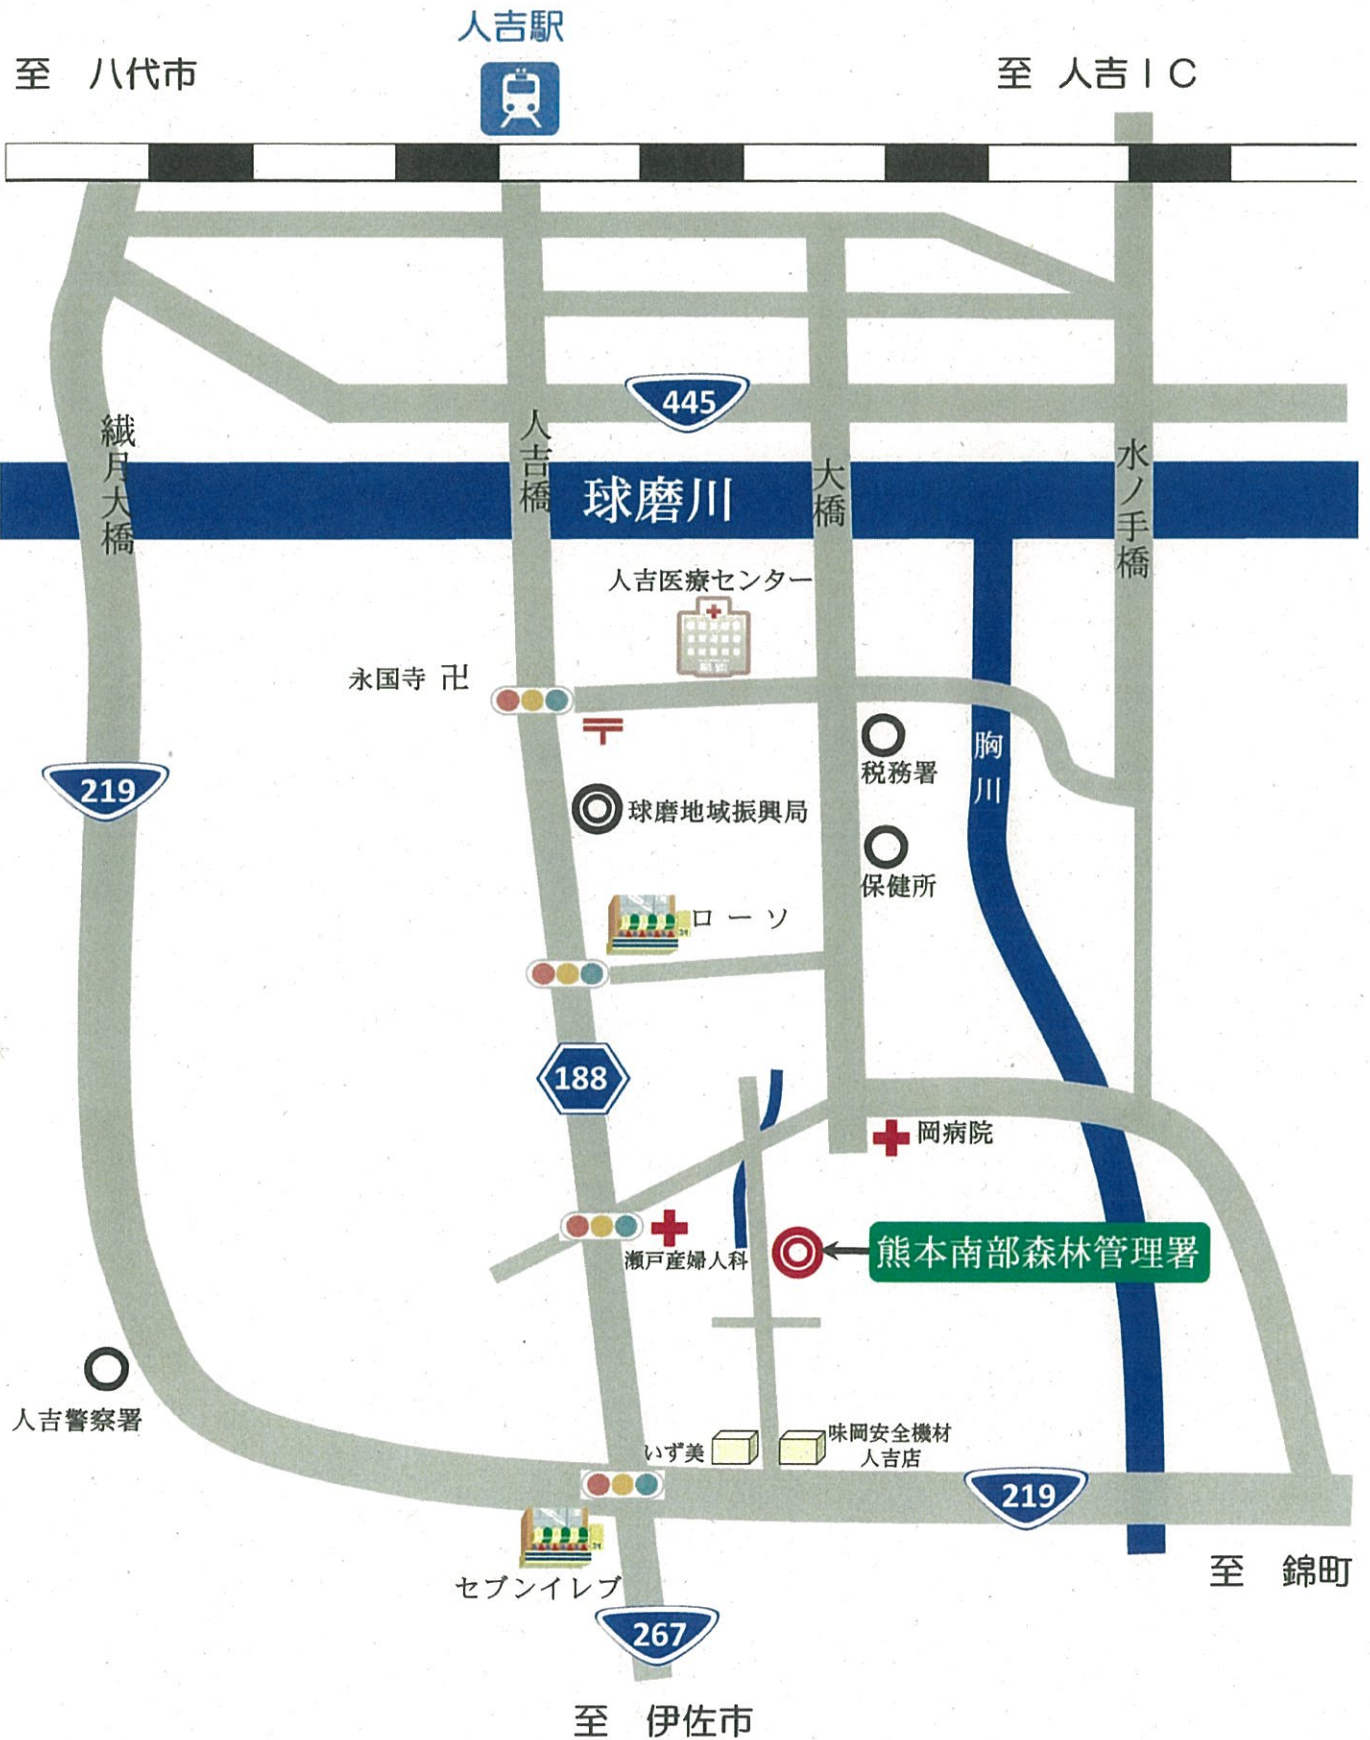 人吉駅
至 八代市
至 人吉IC
445
繊月大橋
人吉橋
球磨川
大橋
水ノ手橋
人吉医療センター
永国寺 卍
〒
税務署
胸川
219
球磨地域振興局
保健所
ローソ
188
岡病院
瀬戸産婦人科
熊本南部森林管理署
人吉警察署
いず美
味岡安全機材
人吉店
219
セブンイレブ
至 錦町
267
至 伊佐市